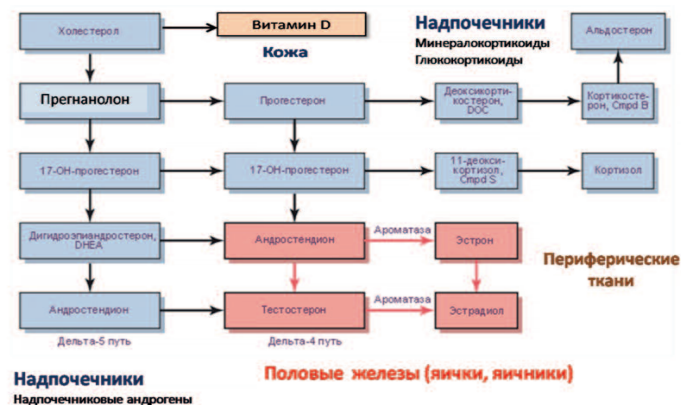 Холестерол
Витамин D
Кожа
Надпочечники
Минералокортикоиды
Глюкокортикоиды
Альдостерон
Прегнанолон
Прогестерон
Деоксикорти-
костерон,
DOC
Кортикосте-
рон, Cmpd B
17-ОН-прогестерон
17-ОН-прогестерон
11-деокси-
кортизол,
Cmpd S
Кортизол
Дигидроэпиандростерон,
DHEA
Андростендион
Ароматаза
Эстрон
Периферические
ткани
Андростендион
Тестостерон
Ароматаза
Эстрадиол
Дельта-5 путь
Дельта-4 путь
Надпочечники
Надпочечниковые андрогены
Половые железы (яички, яичники)